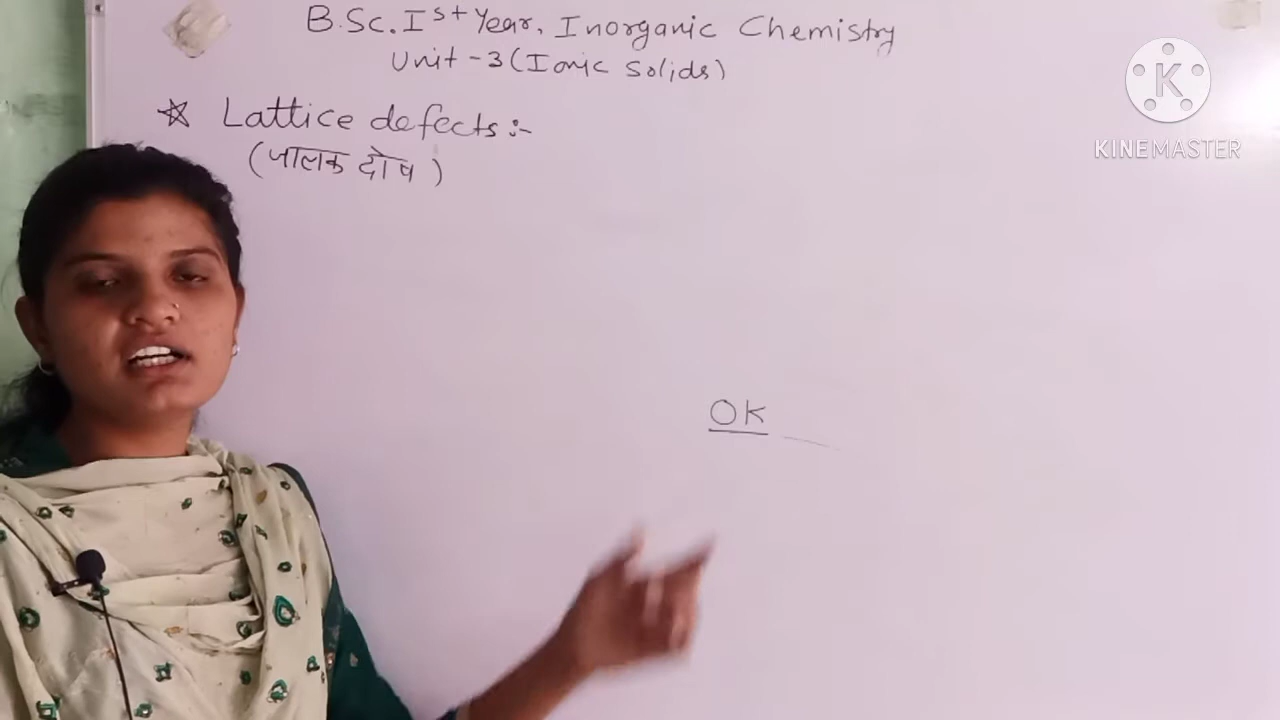 B.Sc. Ist Year, Inorganic Chemistry
Unit-3 (Ionic Solids)
☆ Lattice defects:-
(जालक दोष)
OK
K
KINEMASTER